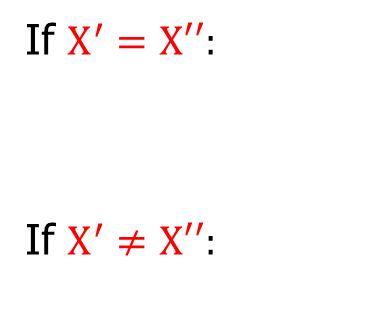 If X′ = X′′:
If X′ ≠ X′′: